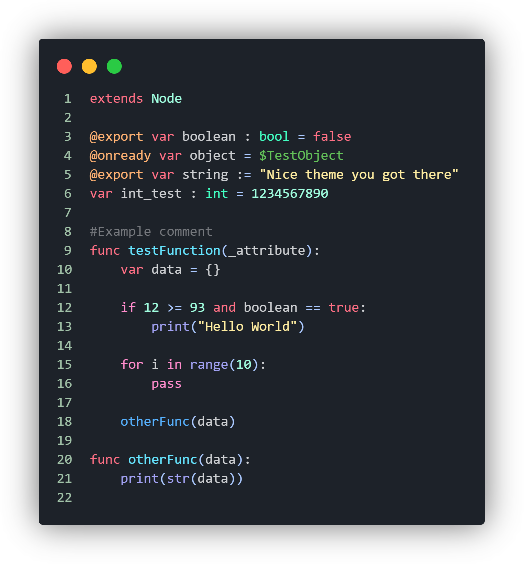 1 extends Node
2
3 @export var boolean : bool = false
4 @onready var object = $TestObject
5 @export var string := "Nice theme you got there"
6 var int_test : int = 1234567890
7
8 #Example comment
9 func testFunction(_attribute):
10     var data = {}
11
12     if 12 >= 93 and boolean == true:
13         print("Hello World")
14
15     for i in range(10):
16         pass
17
18     otherFunc(data)
19
20 func otherFunc(data):
21     print(str(data))
22